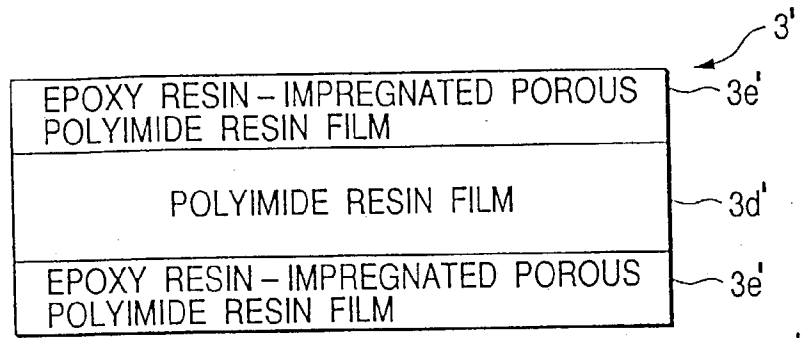 3'
EPOXY RESIN-IMPREGNATED POROUS
POLYIMIDE RESIN FILM
3e'
POLYIMIDE RESIN FILM
3d'
EPOXY RESIN-IMPREGNATED POROUS
POLYIMIDE RESIN FILM
3e'